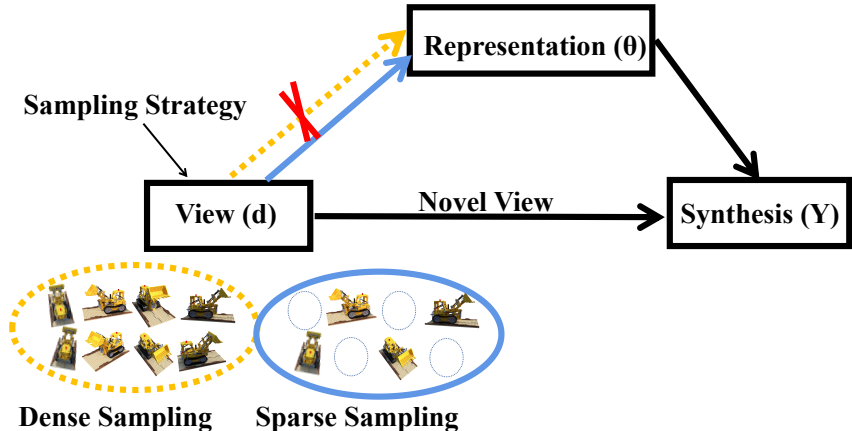 Representation (θ)
Sampling Strategy
View (d)
Novel View
Synthesis (Y)
Dense Sampling
Sparse Sampling